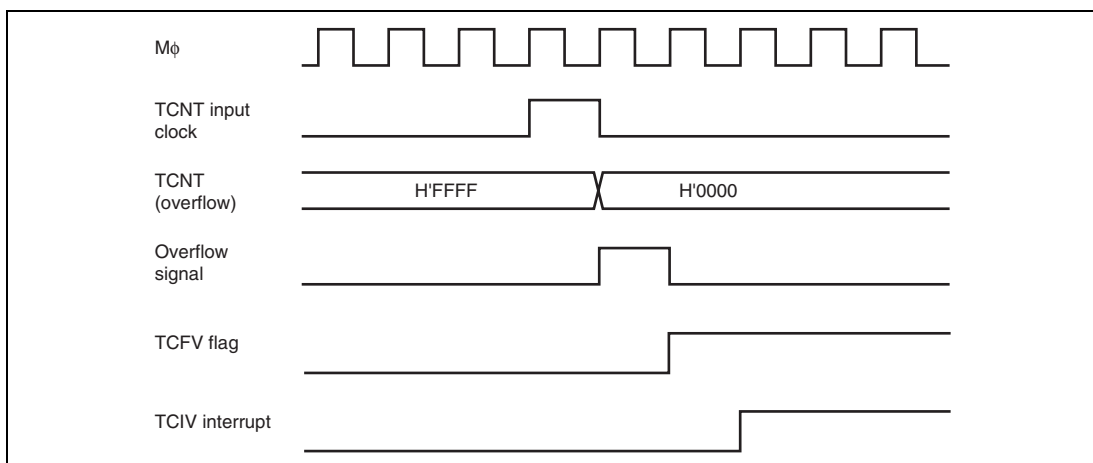 Mφ
TCNT input
clock
TCNT
(overflow)
H'FFFF
H'0000
Overflow
signal
TCFV flag
TCIV interrupt